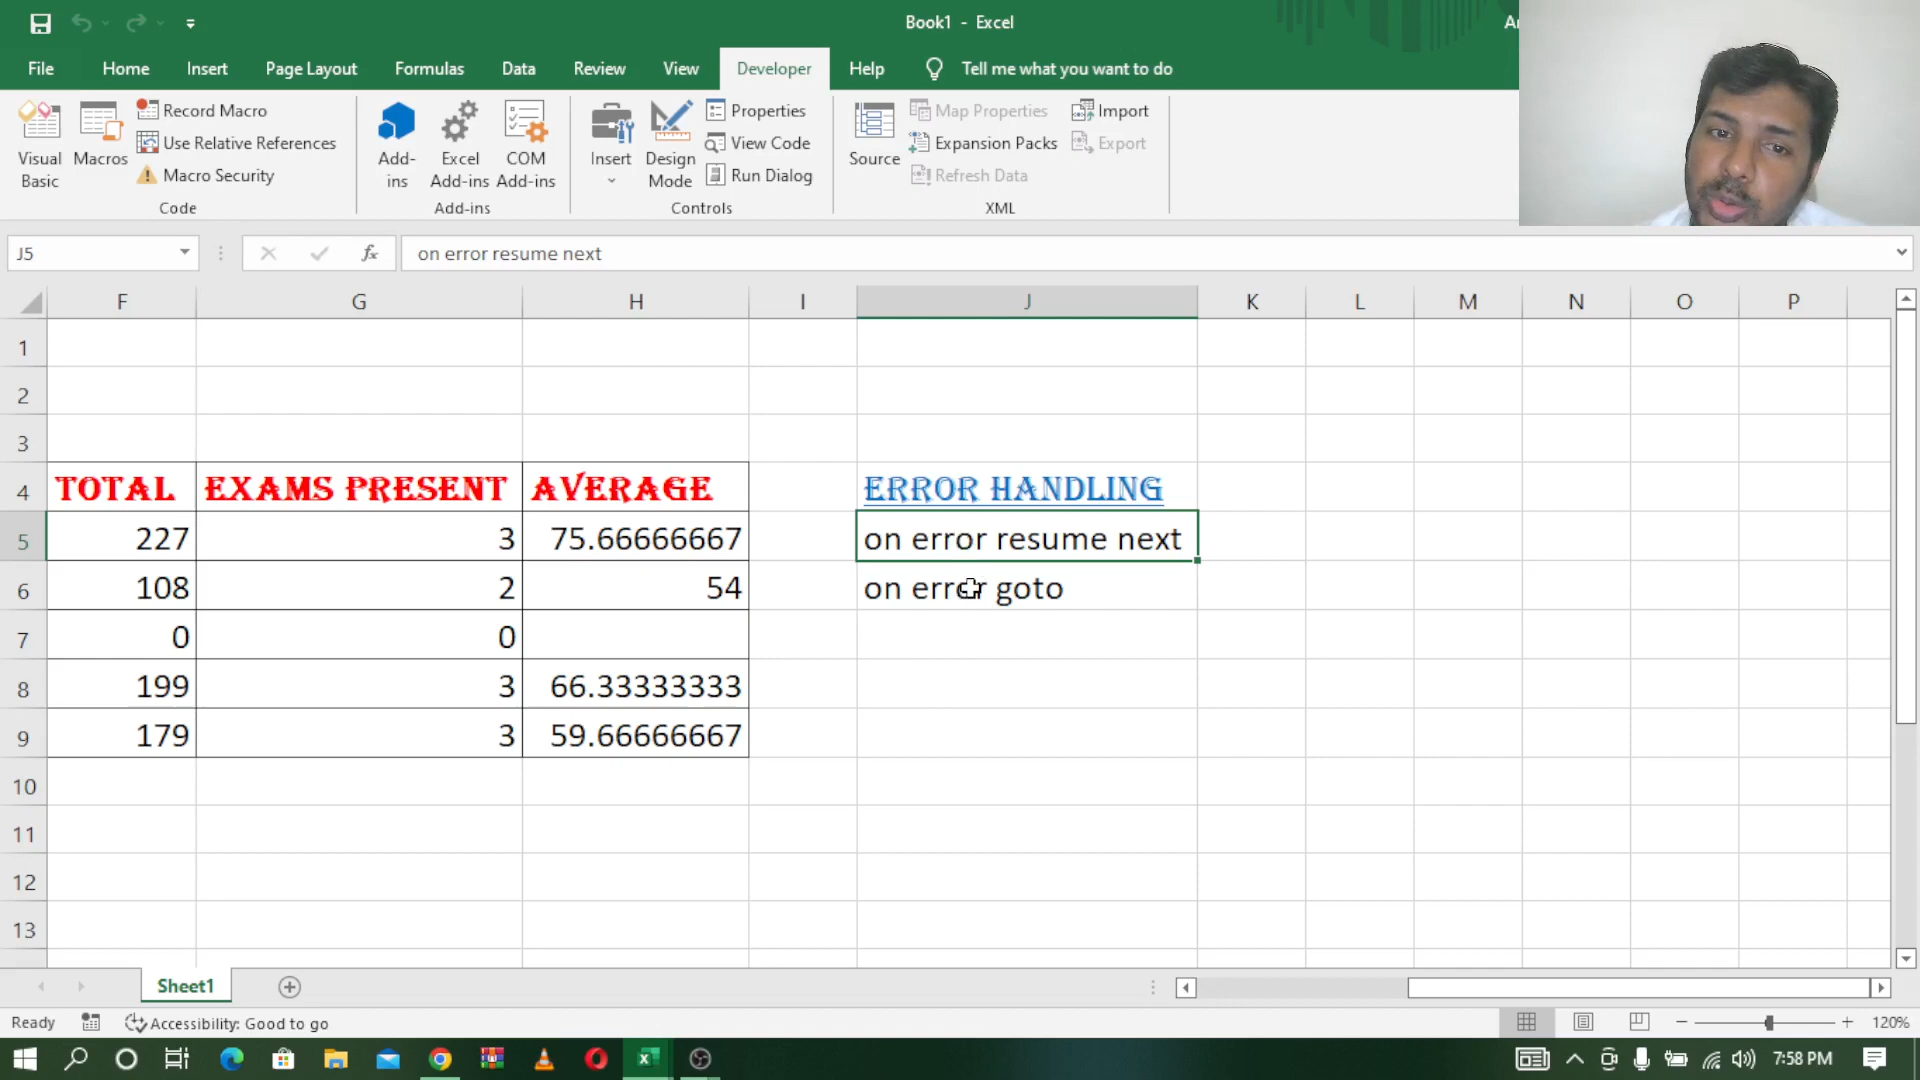 Book1 - Excel
File Home Insert Page Layout Formulas Data Review View Developer Help Tell me what you want to do
Visual Basic
Macros
Record Macro
Use Relative References
Macro Security
Code
Add-ins
Excel Add-ins
COM Add-ins
Add-ins
Insert
Design Mode
Properties
View Code
Run Dialog
Controls
Source
Map Properties
Expansion Packs
Refresh Data
Import
Export
XML
J5 fx on error resume next
F G H I J K L M N O P
1
2
3
4 TOTAL EXAMS PRESENT AVERAGE ERROR HANDLING
5 227 3 75.66666667 on error resume next
6 108 2 54 on error goto
7 0 0
8 199 3 66.33333333
9 179 3 59.66666667
10
11
12
13
Sheet1
Ready Accessibility: Good to go 120%
7:58 PM